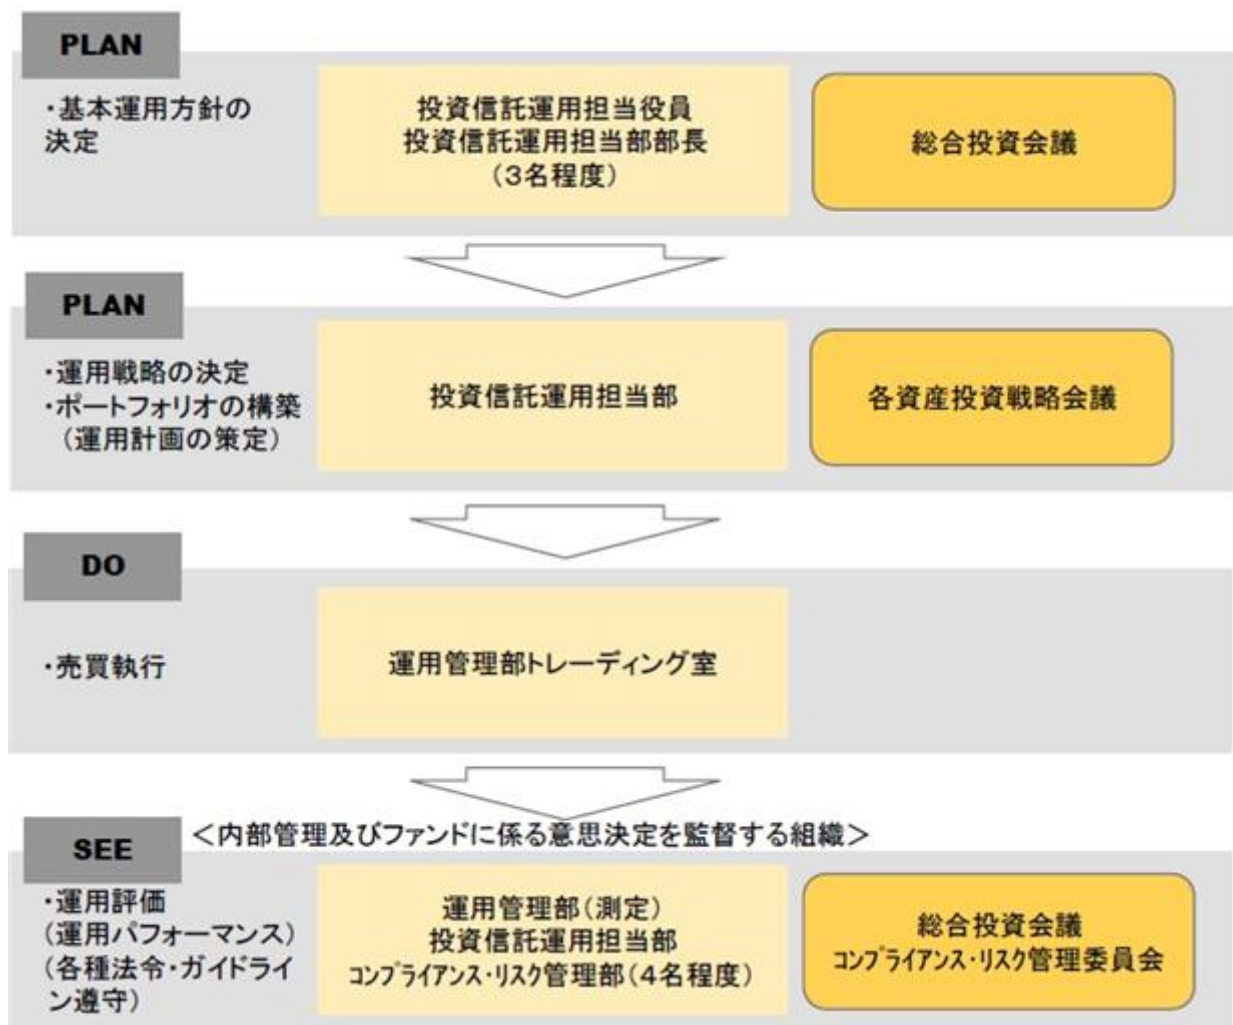 PLAN
・基本運用方針の
決定
投資信託運用担当役員
投資信託運用担当部部長
(３名程度)
総合投資会議
PLAN
・運用戦略の決定
・ポートフォリオの構築
(運用計画の策定)
投資信託運用担当部
各資産投資戦略会議
DO
・売買執行
運用管理部トレーディング室
SEE
＜内部管理及びファンドに係る意思決定を監督する組織＞
・運用評価
(運用パフォーマンス)
(各種法令・ガイドライ
ン遵守)
運用管理部(測定)
投資信託運用担当部
ｺﾝﾌﾟﾗｲｱﾝｽ・ﾘｽｸ管理部(４名程度)
総合投資会議
ｺﾝﾌﾟﾗｲｱﾝｽ・ﾘｽｸ管理委員会